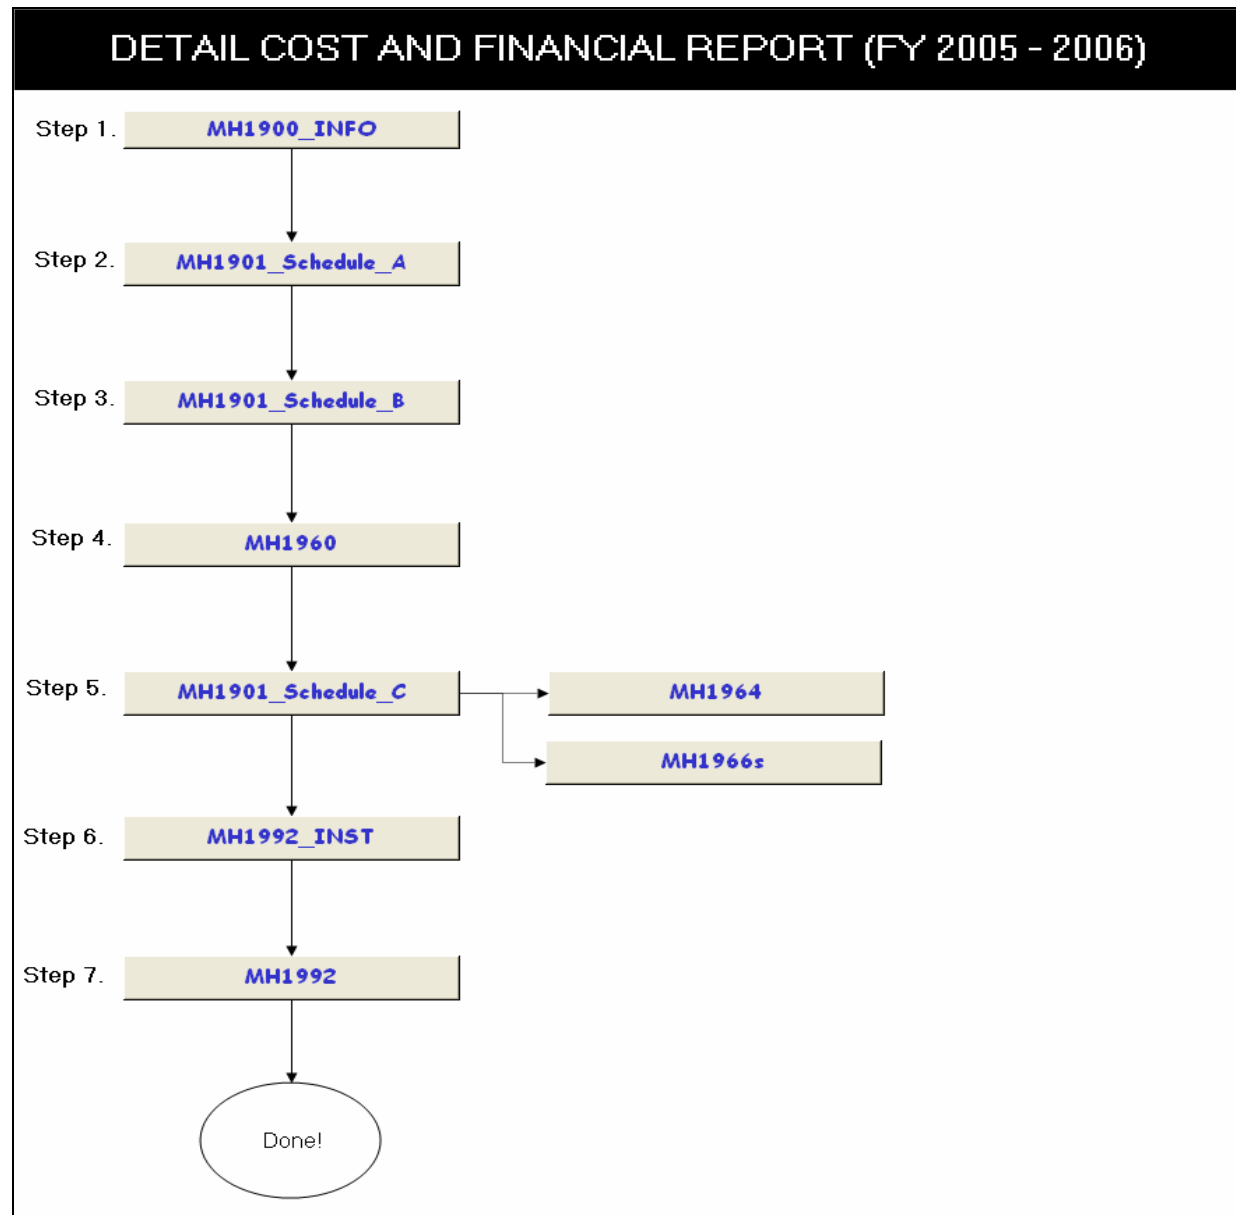 DETAIL COST AND FINANCIAL REPORT (FY 2005 - 2006)
Step 1. MH1900_INFO
Step 2. MH1901_Schedule_A
Step 3. MH1901_Schedule_B
Step 4. MH1960
Step 5. MH1901_Schedule_C MH1964
MH1966s
Step 6. MH1992_INST
Step 7. MH1992
Done!